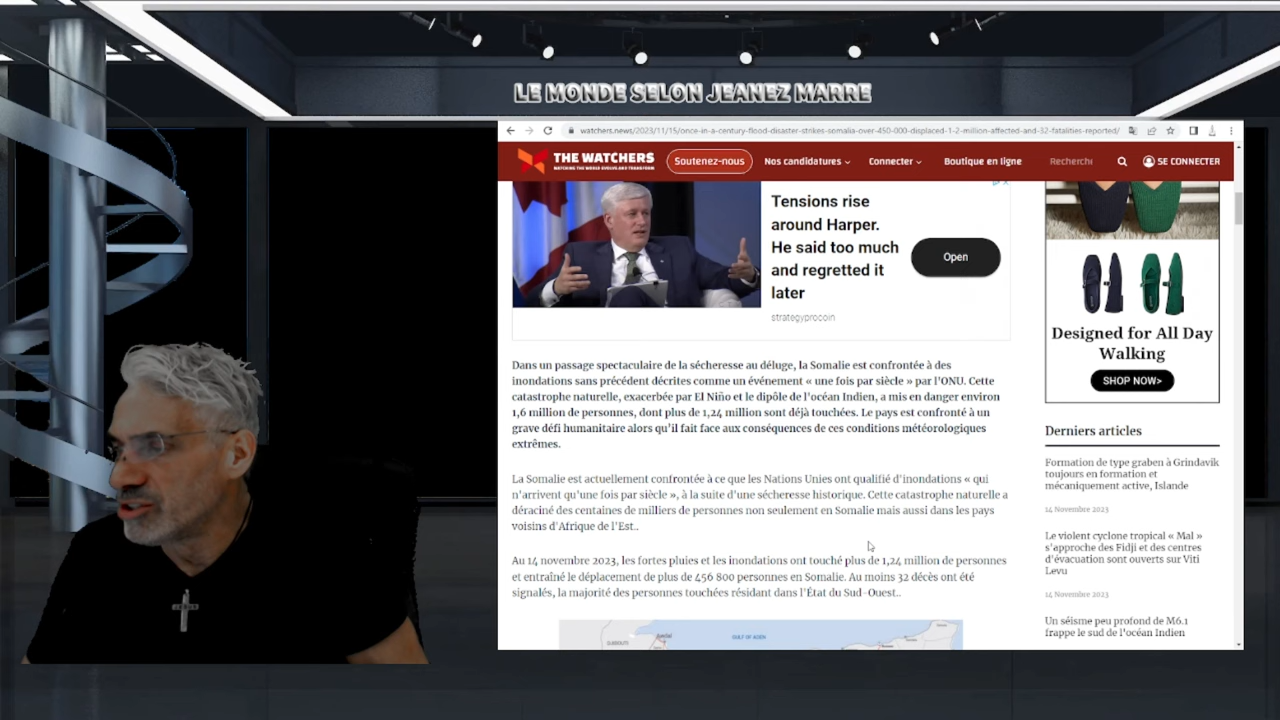 LE MONDE SELON JEANEZ MARRE
watchers.news/2023/11/15/once-in-a-century-flood-disaster-strikes-somalia-over-450-000-displaced-1-2-million-affected-and-32-fatalities-reported/
THE WATCHERS
WATCHING THE WORLD EVOLVE AND TRANSFORM
Soutenez-nous
Nos candidatures
Connecter
Boutique en ligne
Recherch
SE CONNECTER
Tensions rise
around Harper.
He said too much
and regretted it
later
strategyprocoin
Open
Designed for All Day
Walking
SHOP NOW>
Dans un passage spectaculaire de la sécheresse au déluge, la Somalie est confrontée à des
inondations sans précédent décrites comme un événement « une fois par siècle » par l'ONU. Cette
catastrophe naturelle, exacerbée par El Niño et le dipôle de l'océan Indien, a mis en danger environ
1,6 million de personnes, dont plus de 1,24 million sont déjà touchées. Le pays est confronté à un
grave défi humanitaire alors qu'il fait face aux conséquences de ces conditions météorologiques
extrêmes.
La Somalie est actuellement confrontée à ce que les Nations Unies ont qualifié d'inondations « qui
n'arrivent qu'une fois par siècle », à la suite d'une sécheresse historique. Cette catastrophe naturelle a
déraciné des centaines de milliers de personnes non seulement en Somalie mais aussi dans les pays
voisins d'Afrique de l'Est..
Au 14 novembre 2023, les fortes pluies et les inondations ont touché plus de 1,24 million de personnes
et entraîné le déplacement de plus de 456 800 personnes en Somalie. Au moins 32 décès ont été
signalés, la majorité des personnes touchées résidant dans l'État du Sud-Ouest..
DJIBOUTI
GULF OF ADEN
Derniers articles
Formation de type graben à Grindavik
toujours en formation et
mécaniquement active, Islande
14 Novembre 2023
Le violent cyclone tropical « Mal »
s'approche des Fidji et des centres
d'évacuation sont ouverts sur Viti
Levu
14 Novembre 2023
Un séisme peu profond de M6.1
frappe le sud de l'océan Indien